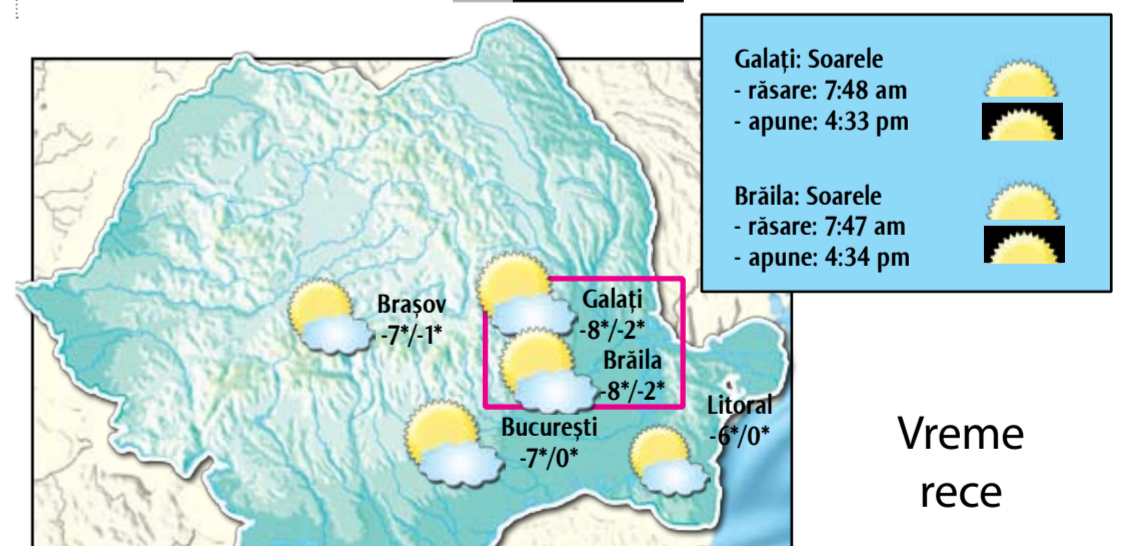 Galați: Soarele
- răsare: 7:48 am
- apune: 4:33 pm
Brăila: Soarele
- răsare: 7:47 am
- apune: 4:34 pm
Brașov
-7*/-1*
Galați
-8*/-2*
Brăila
-8*/-2*
Litoral
-6*/0*
București
-7*/0*
Vreme
rece